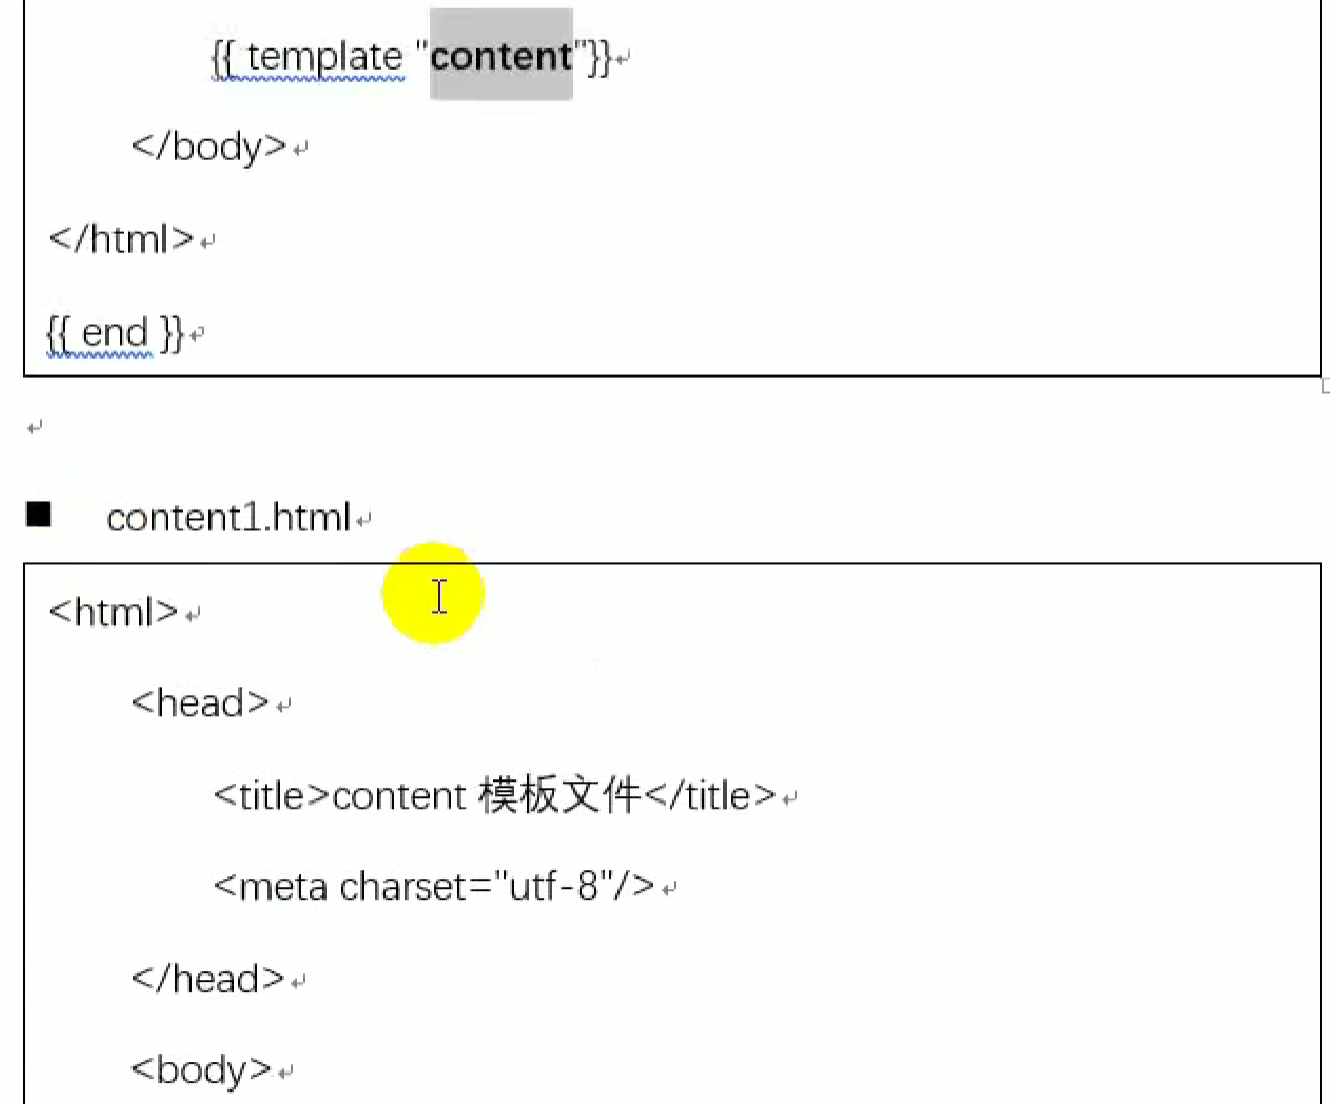 {{ template "content"}}
</body>
</html>
{{ end }}
■ content1.html
<html>
<head>
<title>content 模板文件</title>
<meta charset="utf-8"/>
</head>
<body>